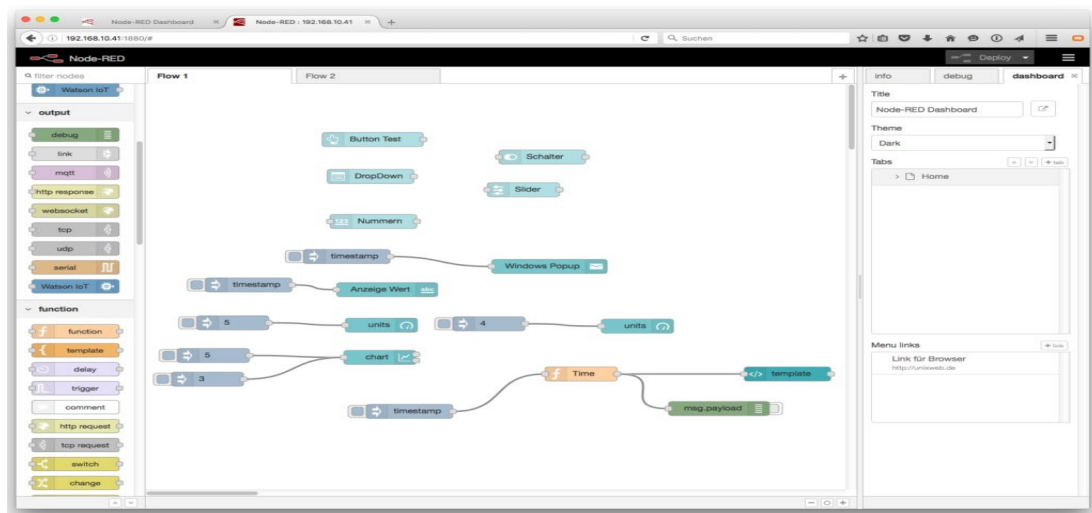 Node-RED Dashboard
Node-RED : 192.168.10.41
192.168.10.41:1880/#
Suchen
Node-RED
Deploy
filter nodes
Watson IoT
output
debug
link
mqtt
http response
websocket
tcp
udp
serial
Watson IoT
function
function
template
delay
trigger
comment
http request
tcp request
switch
change
Flow 1
Flow 2
Button Test
Schalter
DropDown
Slider
Nummern
timestamp
Windows Popup
timestamp
Anzeige Wert
abc
5
units
4
units
5
chart
3
Time
template
timestamp
msg.payload
info
debug
dashboard
Title
Node-RED Dashboard
Theme
Dark
Tabs
+ tab
Home
Menu links
+ link
Link für Browser
http://unixweb.de